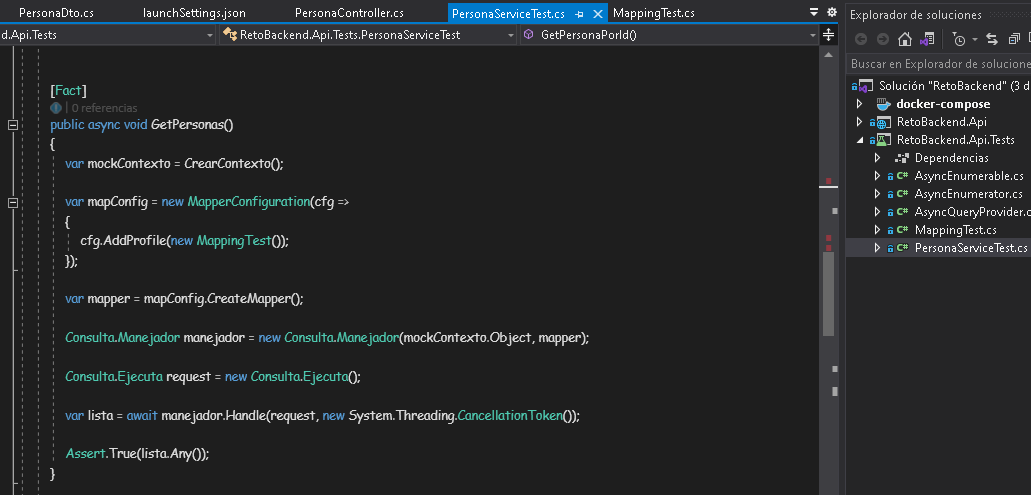 PersonaDto.cs launchSettings.json PersonaController.cs PersonaServiceTest.cs MappingTest.cs
d.Api.Tests RetoBackend.Api.Tests.PersonaServiceTest GetPersonaPorId()
[Fact]
| 0 referencias
public async void GetPersonas()
{
var mockContexto = CrearContexto();
var mapConfig = new MapperConfiguration(cfg =>
{
cfg.AddProfile(new MappingTest());
});
var mapper = mapConfig.CreateMapper();
Consulta.Manejador manejador = new Consulta.Manejador(mockContexto.Object, mapper);
Consulta.Ejecuta request = new Consulta.Ejecuta();
var lista = await manejador.Handle(request, new System.Threading.CancellationToken());
Assert.True(lista.Any());
}
Explorador de soluciones
Buscar en Explorador de solucione
Solución "RetoBackend" (3 d
docker-compose
RetoBackend.Api
RetoBackend.Api.Tests
Dependencias
C# AsyncEnumerable.cs
C# AsyncEnumerator.cs
C# AsyncQueryProvider.c
C# MappingTest.cs
C# PersonaServiceTest.cs